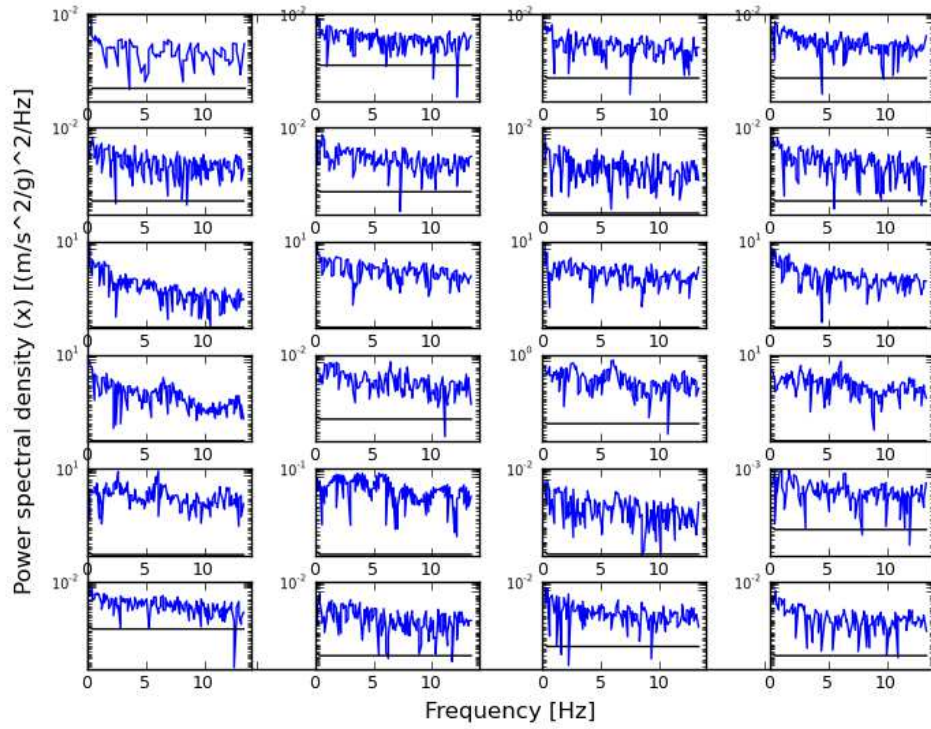 Power spectral density (x) [(m/s^2/g)^2/Hz]
10^-2 10^-2 10^-2 10^-2
0 5 10 0 5 10 0 5 10 0 5 10
10^-2 10^-2 10^-2 10^-2
0 5 10 0 5 10 0 5 10 0 5 10
10^1 10^1 10^1 10^1
0 5 10 0 5 10 0 5 10 0 5 10
10^1 10^-2 10^0 10^1
0 5 10 0 5 10 0 5 10 0 5 10
10^1 10^-1 10^-2 10^-3
0 5 10 0 5 10 0 5 10 0 5 10
10^-2 10^-2 10^-2 10^-2
0 5 10 0 5 10 0 5 10 0 5 10
Frequency [Hz]